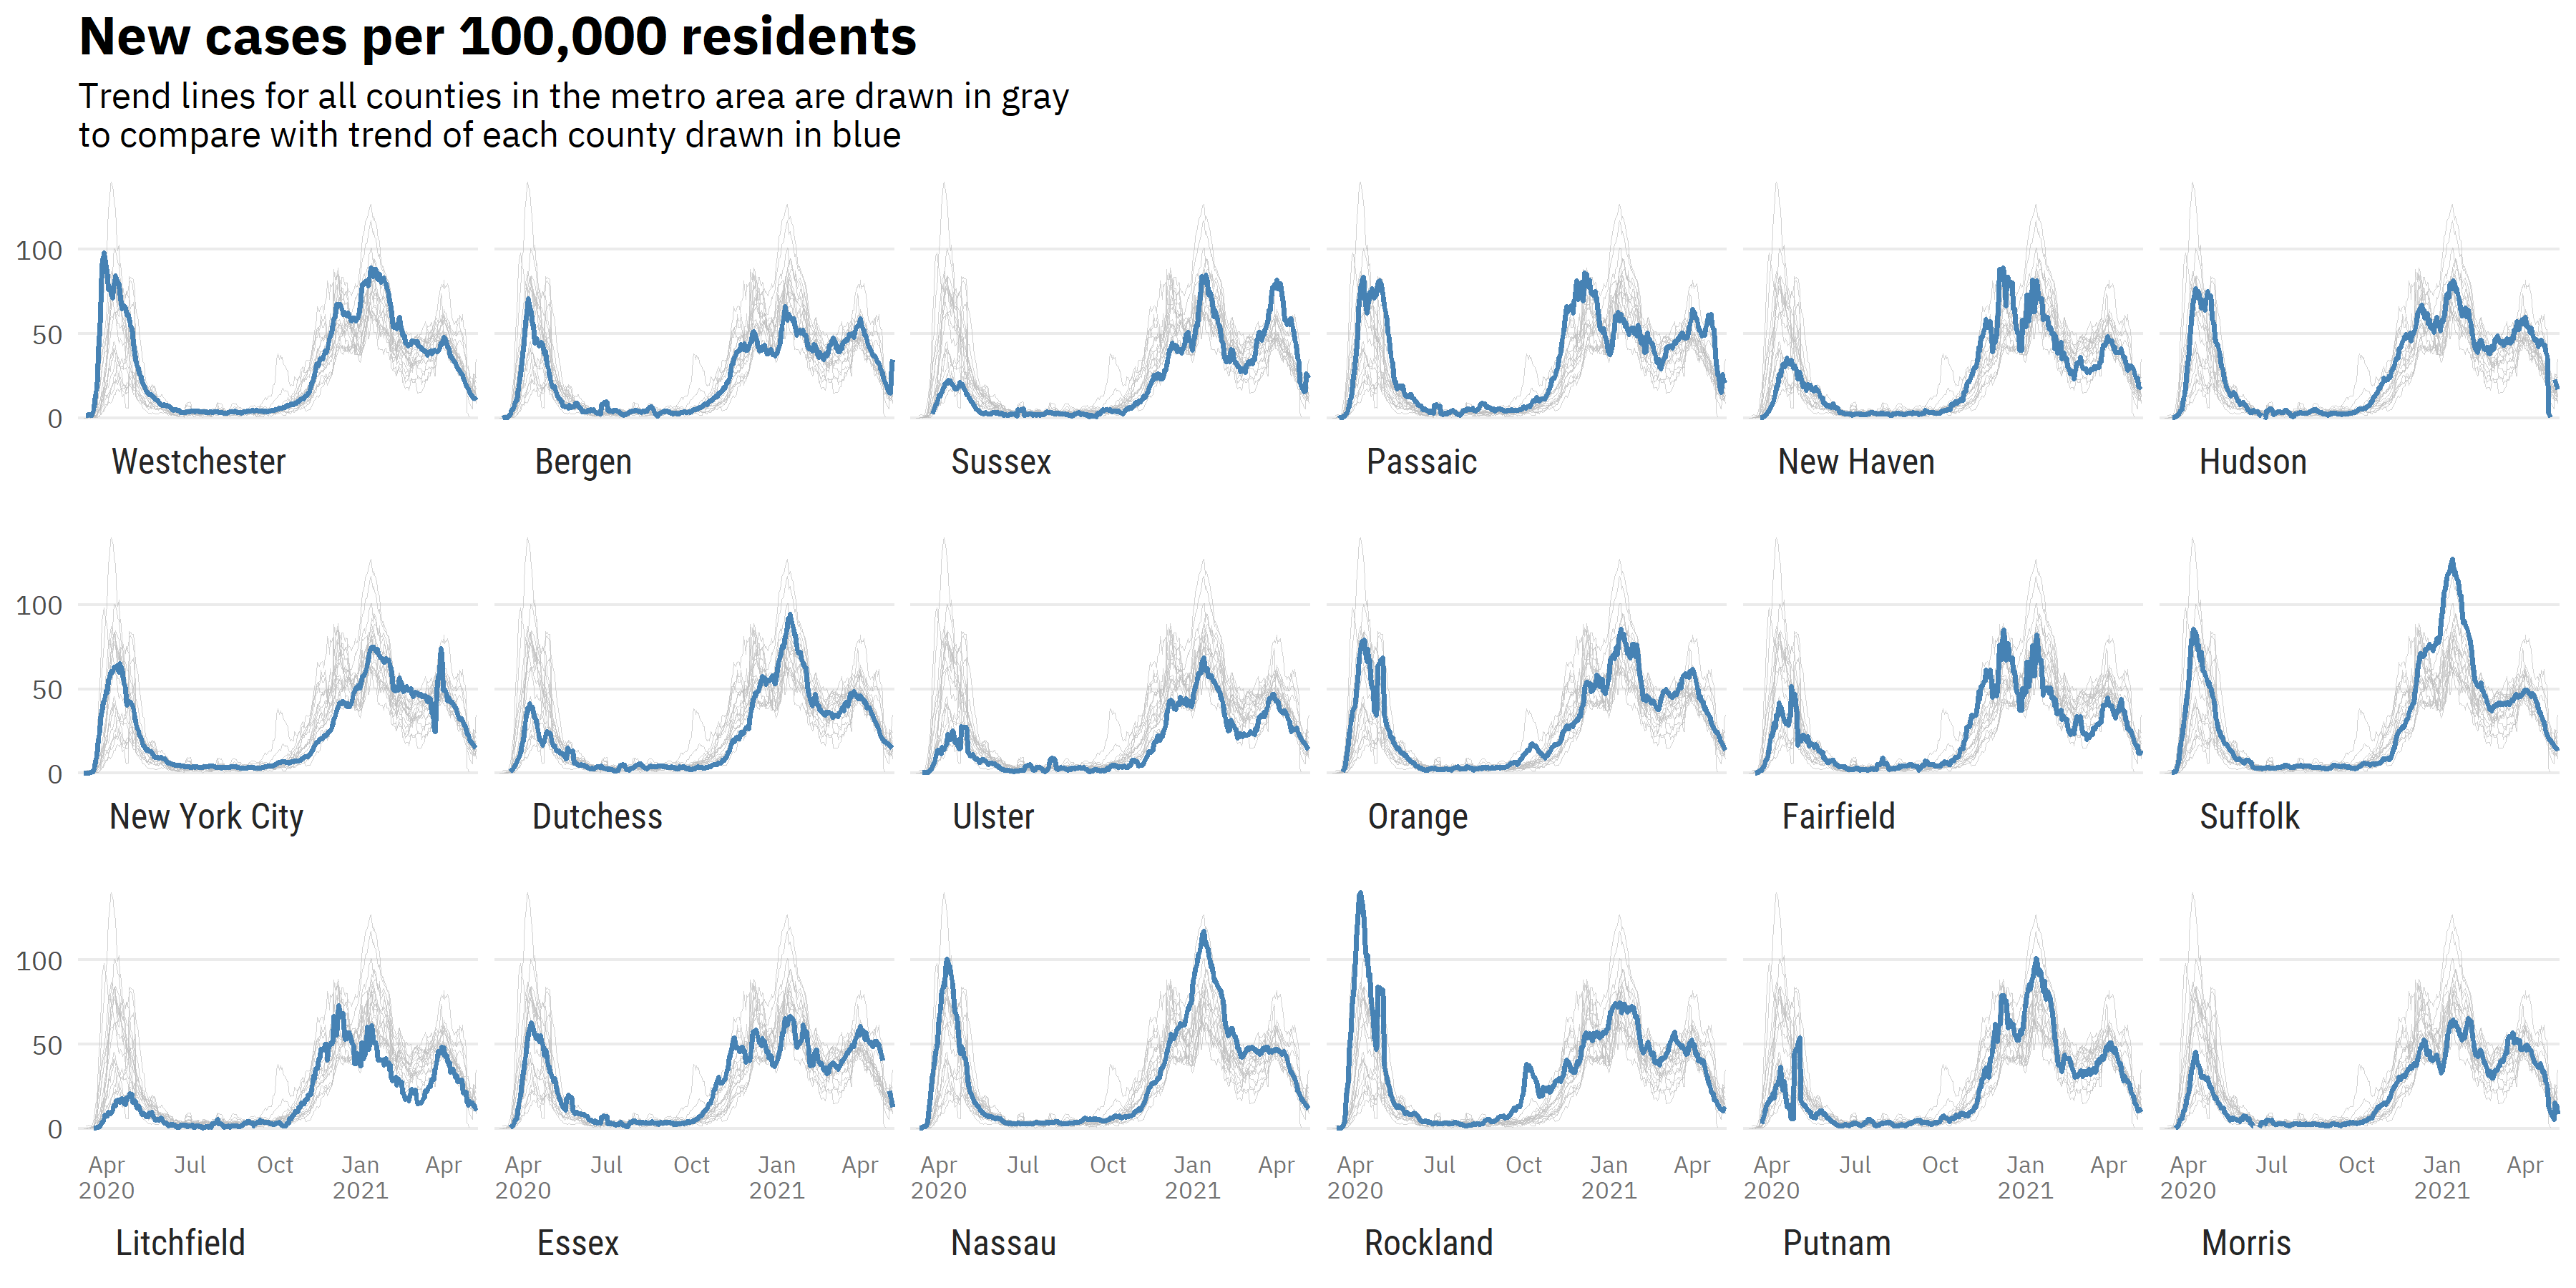 New cases per 100,000 residents
Trend lines for all counties in the metro area are drawn in gray
to compare with trend of each county drawn in blue
100
50
0
Westchester Bergen Sussex Passaic New Haven Hudson
100
50
0
New York City Dutchess Ulster Orange Fairfield Suffolk
100
50
0
Apr Jul Oct Jan Apr Apr Jul Oct Jan Apr Apr Jul Oct Jan Apr Apr Jul Oct Jan Apr Apr Jul Oct Jan Apr Apr Jul Oct Jan Apr
2020 2021 2020 2021 2020 2021 2020 2021 2020 2021 2020 2021
Litchfield Essex Nassau Rockland Putnam Morris